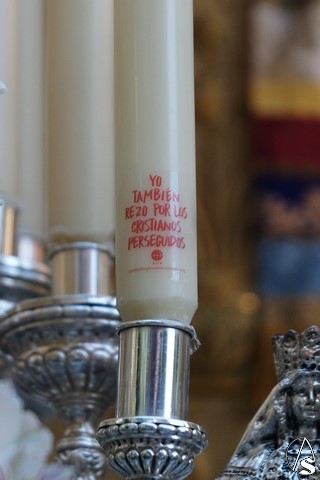 YO
TAMBIÉN
REZO POR LOS
CRISTIANOS
PERSEGUIDOS